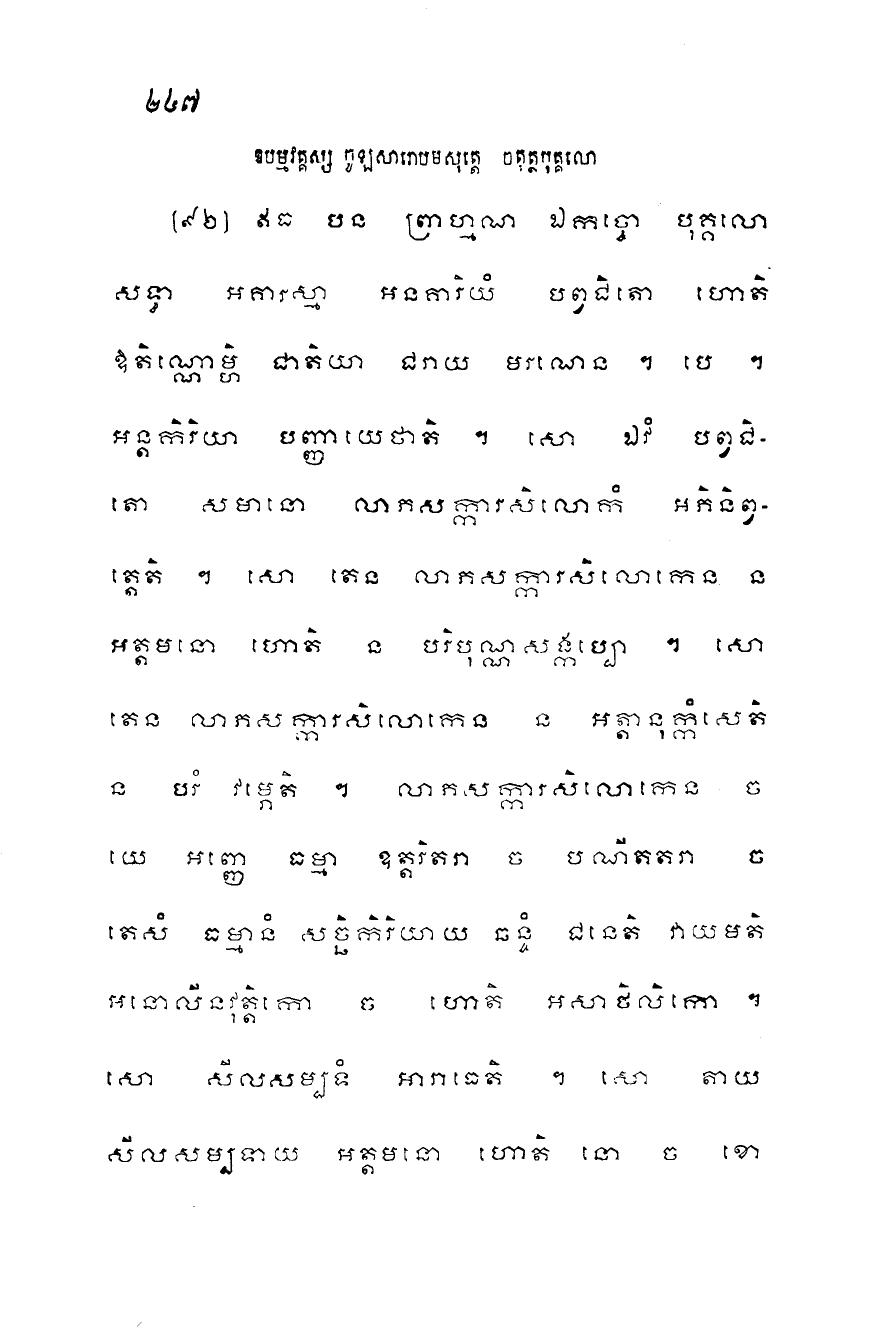 ២៤៧
ឧបម្មវគ្គស្ស ចូឡសារោបមសុត្តេ ចតុត្ថបុគ្គលោ
(៩២) ឥធ បន ព្រាហ្មណ ឯកច្ចោ បុគ្គលោ
សទ្ធា អគារស្មា អនគារិយំ បព្វជិតោ ហោតិ
ឱតិណ្ណោម្ហិ ជាតិយា ជរាយ មរណេន ។ បេ ។
អន្តកិរិយា បញ្ញាយេថាតិ ។ សោ ឯវំ បព្វជិ-
តោ សមានោ លាភសក្ការសិលោកំ អភិនិព្វ-
ត្តេតិ ។ សោ តេន លាភសក្ការសិលោកេន ន
អត្តមនោ ហោតិ ន បរិបុណ្ណសង្កប្បោ ។ សោ
តេន លាភសក្ការសិលោកេន ន អត្តានុក្កំសេតិ
ន បរំ វម្ភេតិ ។ លាភសក្ការសិលោកេន ច
យេ អញ្ញេ ធម្មា ឧត្តរិតរា ច បណីតតរា ច
តេសំ ធម្មានំ សច្ឆិកិរិយាយ ឆន្ទំ ជនេតិ វាយមតិ
អនោលីនវុត្តិកោ ច ហោតិ អសាថិលិកោ ។
សោ សីលសម្បទំ អារាធេតិ ។ សោ តាយ
សីលសម្បទាយ អត្តមនោ ហោតិ នោ ច ខោ